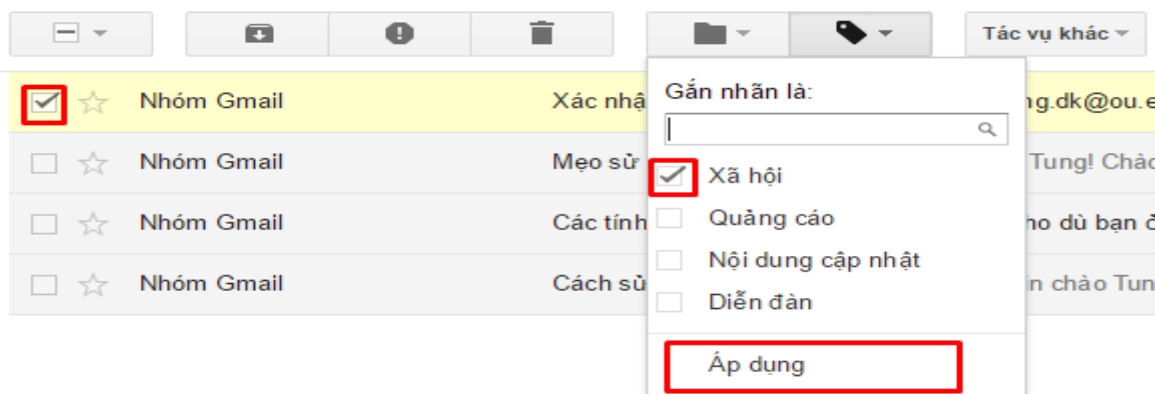 Tác vụ khác
Gắn nhãn là:
Nhóm Gmail Xác nhậ ng.dk@ou.e
Xã hội
Nhóm Gmail Mẹo sử Tung! Chào
Quảng cáo
Nhóm Gmail Các tính ho dù bạn ở
Nội dung cập nhật
Nhóm Gmail Cách sử n chào Tun
Diễn đàn
Áp dụng